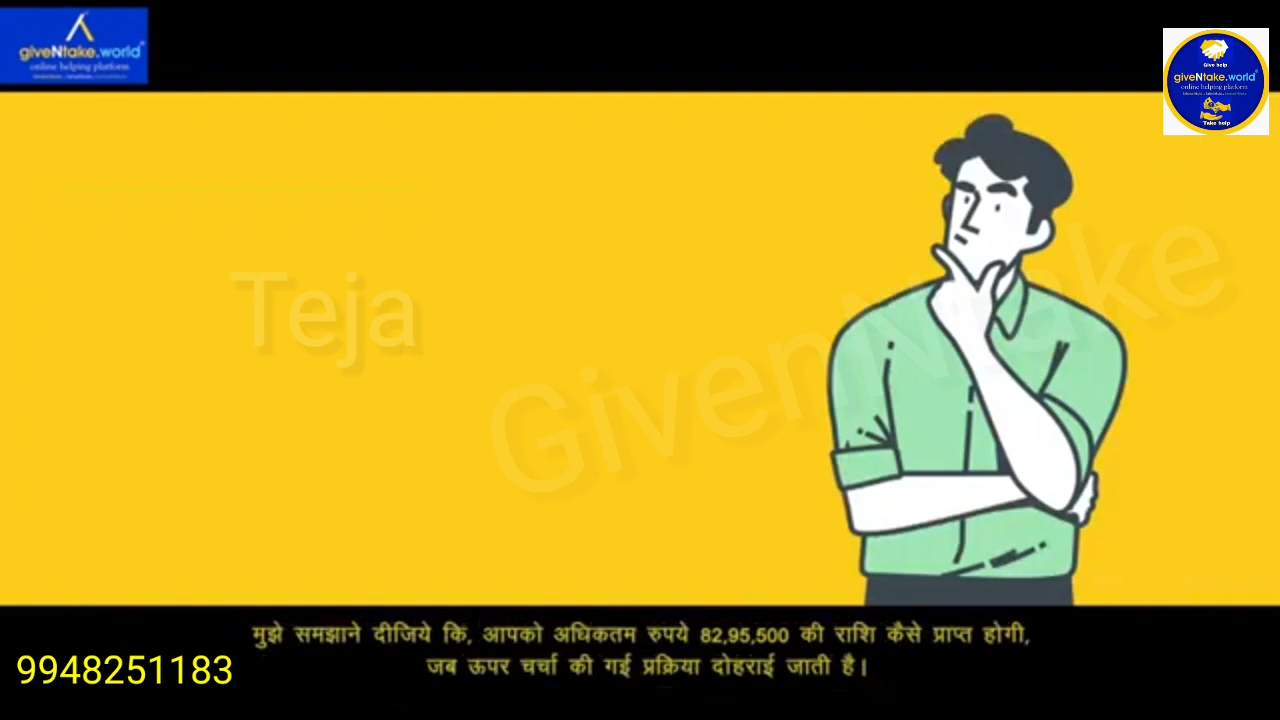 giveNtake.world
online helping platform
Give help
giveNtake.world
online helping platform
Take help
Teja
GivenNtake
मुझे समझाने दीजिये कि, आपको अधिकतम रुपये 82,95,500 की राशि कैसे प्राप्त होगी,
जब ऊपर चर्चा की गई प्रक्रिया दोहराई जाती है।
9948251183